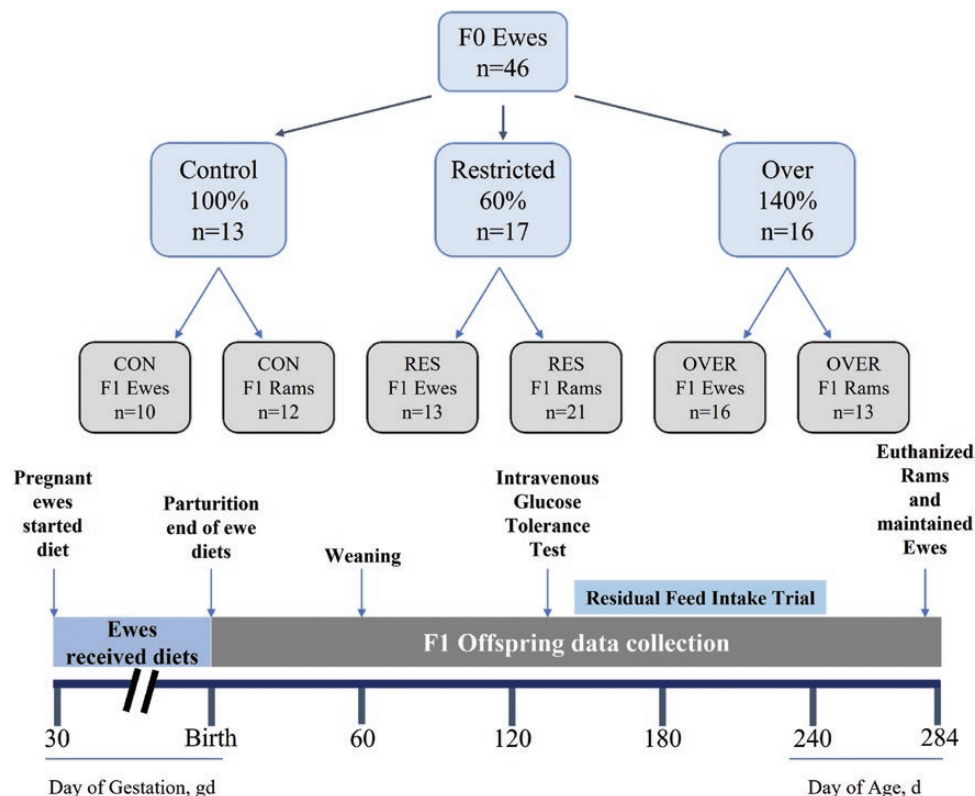 F0 Ewes
n=46
Control
100%
n=13
Restricted
60%
n=17
Over
140%
n=16
CON
F1 Ewes
n=10
CON
F1 Rams
n=12
RES
F1 Ewes
n=13
RES
F1 Rams
n=21
OVER
F1 Ewes
n=16
OVER
F1 Rams
n=13
Pregnant
ewes
started
diet
Parturition
end of ewe
diets
Weaning
Intravenous
Glucose
Tolerance
Test
Euthanized
Rams
and
maintained
Ewes
Residual Feed Intake Trial
Ewes
received diets
F1 Offspring data collection
30
Birth
60
120
180
240
284
Day of Gestation, gd
Day of Age, d